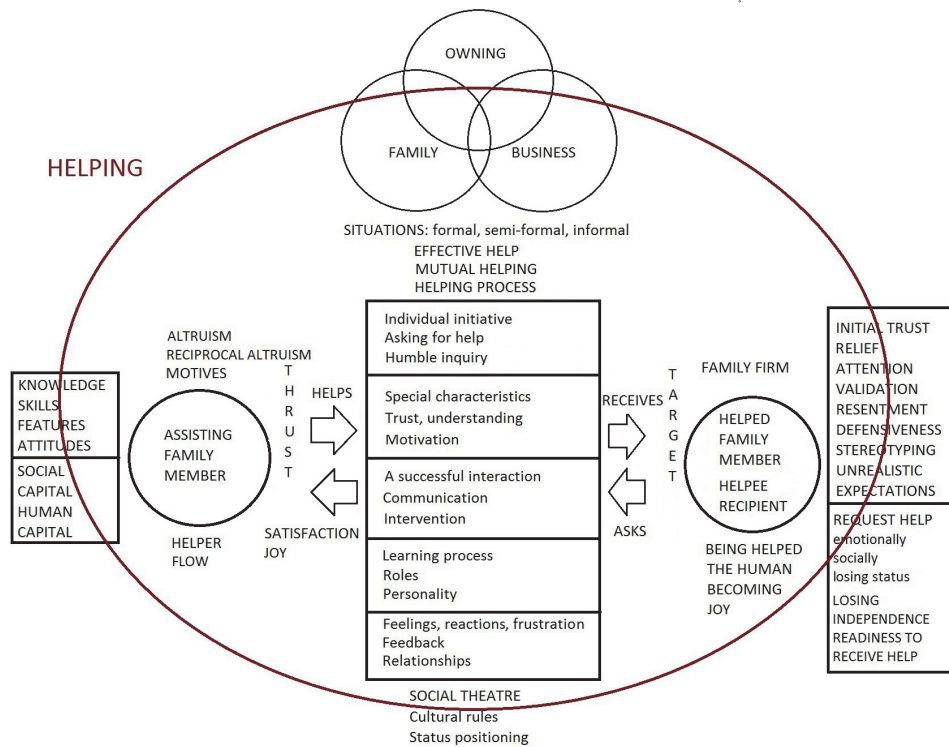 OWNING
FAMILY
BUSINESS
HELPING
SITUATIONS: formal, semi-formal, informal
EFFECTIVE HELP
MUTUAL HELPING
HELPING PROCESS
KNOWLEDGE
SKILLS
FEATURES
ATTITUDES
SOCIAL
CAPITAL
HUMAN
CAPITAL
ALTRUISM
RECIPROCAL ALTRUISM
MOTIVES
ASSISTING
FAMILY
MEMBER
HELPER
FLOW
THRUST
HELPS
SATISFACTION
JOY
Individual initiative
Asking for help
Humble inquiry
Special characteristics
Trust, understanding
Motivation
A successful interaction
Communication
Intervention
Learning process
Roles
Personality
Feelings, reactions, frustration
Feedback
Relationships
SOCIAL THEATRE
Cultural rules
Status positioning
RECEIVES
ASKS
TARGET
FAMILY FIRM
HELPED
FAMILY
MEMBER
HELPEE
RECIPIENT
BEING HELPED
THE HUMAN
BECOMING
JOY
INITIAL TRUST
RELIEF
ATTENTION
VALIDATION
RESENTMENT
DEFENSIVENESS
STEREOTYPING
UNREALISTIC
EXPECTATIONS
REQUEST HELP
emotionally
socially
losing status
LOSING
INDEPENDENCE
READINESS TO
RECEIVE HELP